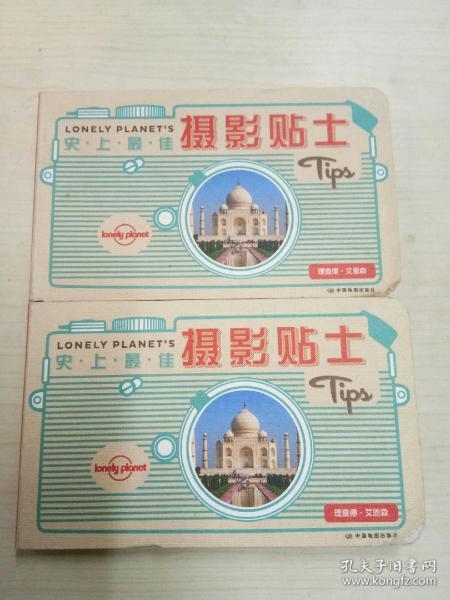 LONELY PLANET'S
史·上·最·佳
摄影贴士
Tips
lonely planet
理查德·艾恩森
中国地图出版社
LONELY PLANET'S
史·上·最·佳
摄影贴士
Tips
lonely planet
理查德·艾恩森
中国地图出版社
孔夫子旧书网
www.kongfz.com